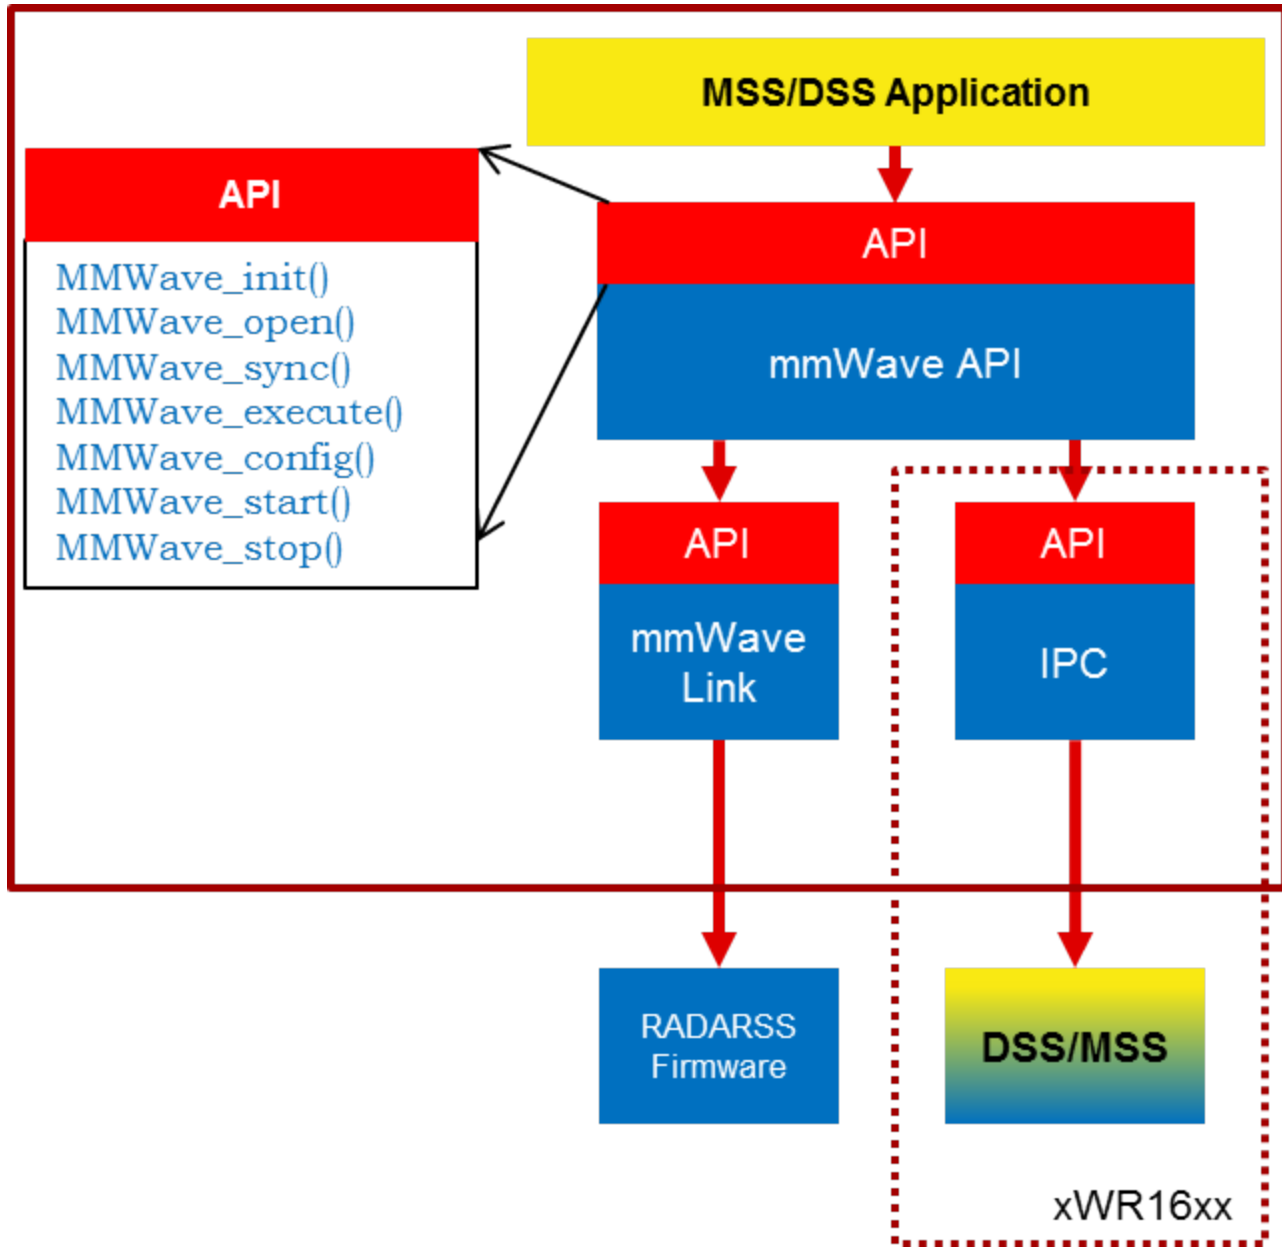 MSS/DSS Application
API
MMWave_init()
MMWave_open()
MMWave_sync()
MMWave_execute()
MMWave_config()
MMWave_start()
MMWave_stop()
API
mmWave API
API
mmWave
Link
API
IPC
RADARSS
Firmware
DSS/MSS
xWR16xx